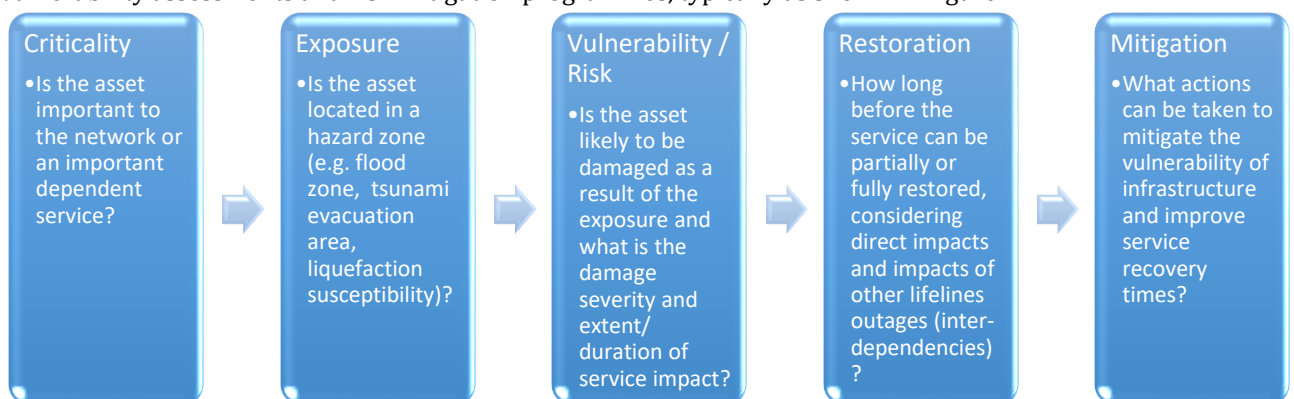 Criticality
•Is the asset
important to
the network or
an important
dependent
service?
Exposure
•Is the asset
located in a
hazard zone
(e.g. flood
zone, tsunami
evacuation
area,
liquefaction
susceptibility)?
Vulnerability /
Risk
•Is the asset
likely to be
damaged as a
result of the
exposure and
what is the
damage
severity and
extent/
duration of
service impact?
Restoration
•How long
before the
service can be
partially or
fully restored,
considering
direct impacts
and impacts of
other lifelines
outages (inter-
dependencies)
?
Mitigation
•What actions
can be taken to
mitigate the
vulnerability of
infrastructure
and improve
service
recovery
times?